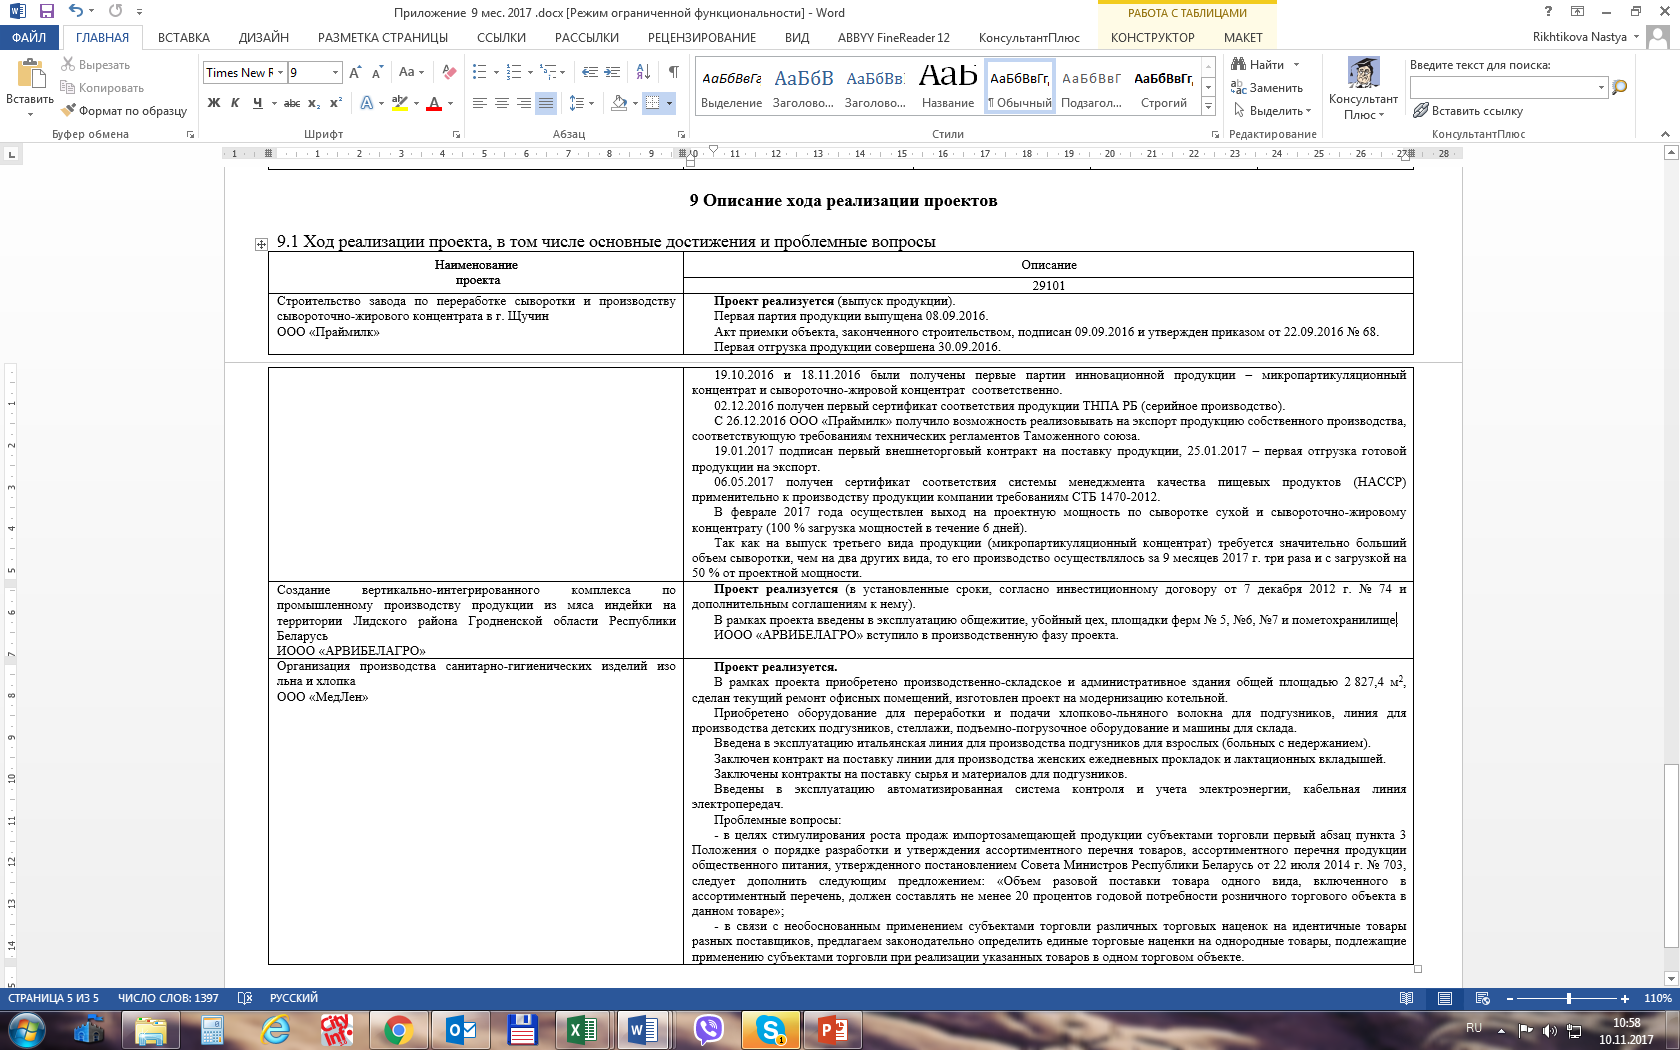 Приложение 9 мес. 2017 .docx [Режим ограниченной функциональности] - Word
РАБОТА С ТАБЛИЦАМИ
ФАЙЛ ГЛАВНАЯ ВСТАВКА ДИЗАЙН РАЗМЕТКА СТРАНИЦЫ ССЫЛКИ РАССЫЛКИ РЕЦЕНЗИРОВАНИЕ ВИД ABBYY FineReader 12 КонсультантПлюс КОНСТРУКТОР МАКЕТ Rikhtikova Nastya
Вставить
Вырезать
Копировать
Формат по образцу
Буфер обмена
Times New R 9
Шрифт
Абзац
АаБбВвГг АаБбВ АаБбВвІ АаБ АаБбВвГг, АаБбВвГ АаБбВвГг,
Выделение Заголово... Заголово... Название ¶ Обычный Подзагол... Строгий
Стили
Найти
Заменить
Выделить
Редактирование
Консультант Плюс
Введите текст для поиска:
Вставить ссылку
КонсультантПлюс
9 Описание хода реализации проектов
9.1 Ход реализации проекта, в том числе основные достижения и проблемные вопросы
Наименование
проекта
Описание
29101
Строительство завода по переработке сыворотки и производству
сывороточно-жирового концентрата в г. Щучин
ООО «Праймилк»
Проект реализуется (выпуск продукции).
Первая партия продукции выпущена 08.09.2016.
Акт приемки объекта, законченного строительством, подписан 09.09.2016 и утвержден приказом от 22.09.2016 № 68.
Первая отгрузка продукции совершена 30.09.2016.
19.10.2016 и 18.11.2016 были получены первые партии инновационной продукции – микропартикуляционный
концентрат и сывороточно-жировой концентрат соответственно.
02.12.2016 получен первый сертификат соответствия продукции ТНПА РБ (серийное производство).
С 26.12.2016 ООО «Праймилк» получило возможность реализовывать на экспорт продукцию собственного производства,
соответствующую требованиям технических регламентов Таможенного союза.
19.01.2017 подписан первый внешнеторговый контракт на поставку продукции, 25.01.2017 – первая отгрузка готовой
продукции на экспорт.
06.05.2017 получен сертификат соответствия системы менеджмента качества пищевых продуктов (НАССР)
применительно к производству продукции компании требованиям СТБ 1470-2012.
В феврале 2017 года осуществлен выход на проектную мощность по сыворотке сухой и сывороточно-жировому
концентрату (100 % загрузка мощностей в течение 6 дней).
Так как на выпуск третьего вида продукции (микропартикуляционный концентрат) требуется значительно больший
объем сыворотки, чем на два других вида, то его производство осуществлялось за 9 месяцев 2017 г. три раза и с загрузкой на
50 % от проектной мощности.
Создание вертикально-интегрированного комплекса по
промышленному производству продукции из мяса индейки на
территории Лидского района Гродненской области Республики
Беларусь
ИООО «АРВИБЕЛАГРО»
Проект реализуется (в установленные сроки, согласно инвестиционному договору от 7 декабря 2012 г. № 74 и
дополнительным соглашениям к нему).
В рамках проекта введены в эксплуатацию общежитие, убойный цех, площадки ферм № 5, №6, №7 и пометохранилище
ИООО «АРВИБЕЛАГРО» вступило в производственную фазу проекта.
Организация производства санитарно-гигиенических изделий изо
льна и хлопка
ООО «МедЛен»
Проект реализуется.
В рамках проекта приобретено производственно-складское и административное здания общей площадью 2 827,4 м²,
сделан текущий ремонт офисных помещений, изготовлен проект на модернизацию котельной.
Приобретено оборудование для переработки и подачи хлопково-льняного волокна для подгузников, линия для
производства детских подгузников, стеллажи, подъемно-погрузочное оборудование и машины для склада.
Введена в эксплуатацию итальянская линия для производства подгузников для взрослых (больных с недержанием).
Заключен контракт на поставку линии для производства женских ежедневных прокладок и лактационных вкладышей.
Заключены контракты на поставку сырья и материалов для подгузников.
Введены в эксплуатацию автоматизированная система контроля и учета электроэнергии, кабельная линия
электропередач.
Проблемные вопросы:
- в целях стимулирования роста продаж импортозамещающей продукции субъектами торговли первый абзац пункта 3
Положения о порядке разработки и утверждения ассортиментного перечня товаров, ассортиментного перечня продукции
общественного питания, утвержденного постановлением Совета Министров Республики Беларусь от 22 июля 2014 г. № 703,
следует дополнить следующим предложением: «Объем разовой поставки товара одного вида, включенного в
ассортиментный перечень, должен составлять не менее 20 процентов годовой потребности розничного торгового объекта в
данном товаре»;
- в связи с необоснованным применением субъектами торговли различных торговых наценок на идентичные товары
разных поставщиков, предлагаем законодательно определить единые торговые наценки на однородные товары, подлежащие
применению субъектами торговли при реализации указанных товаров в одном торговом объекте.
СТРАНИЦА 5 ИЗ 5 ЧИСЛО СЛОВ: 1397 РУССКИЙ 110%
RU 10:58
10.11.2017